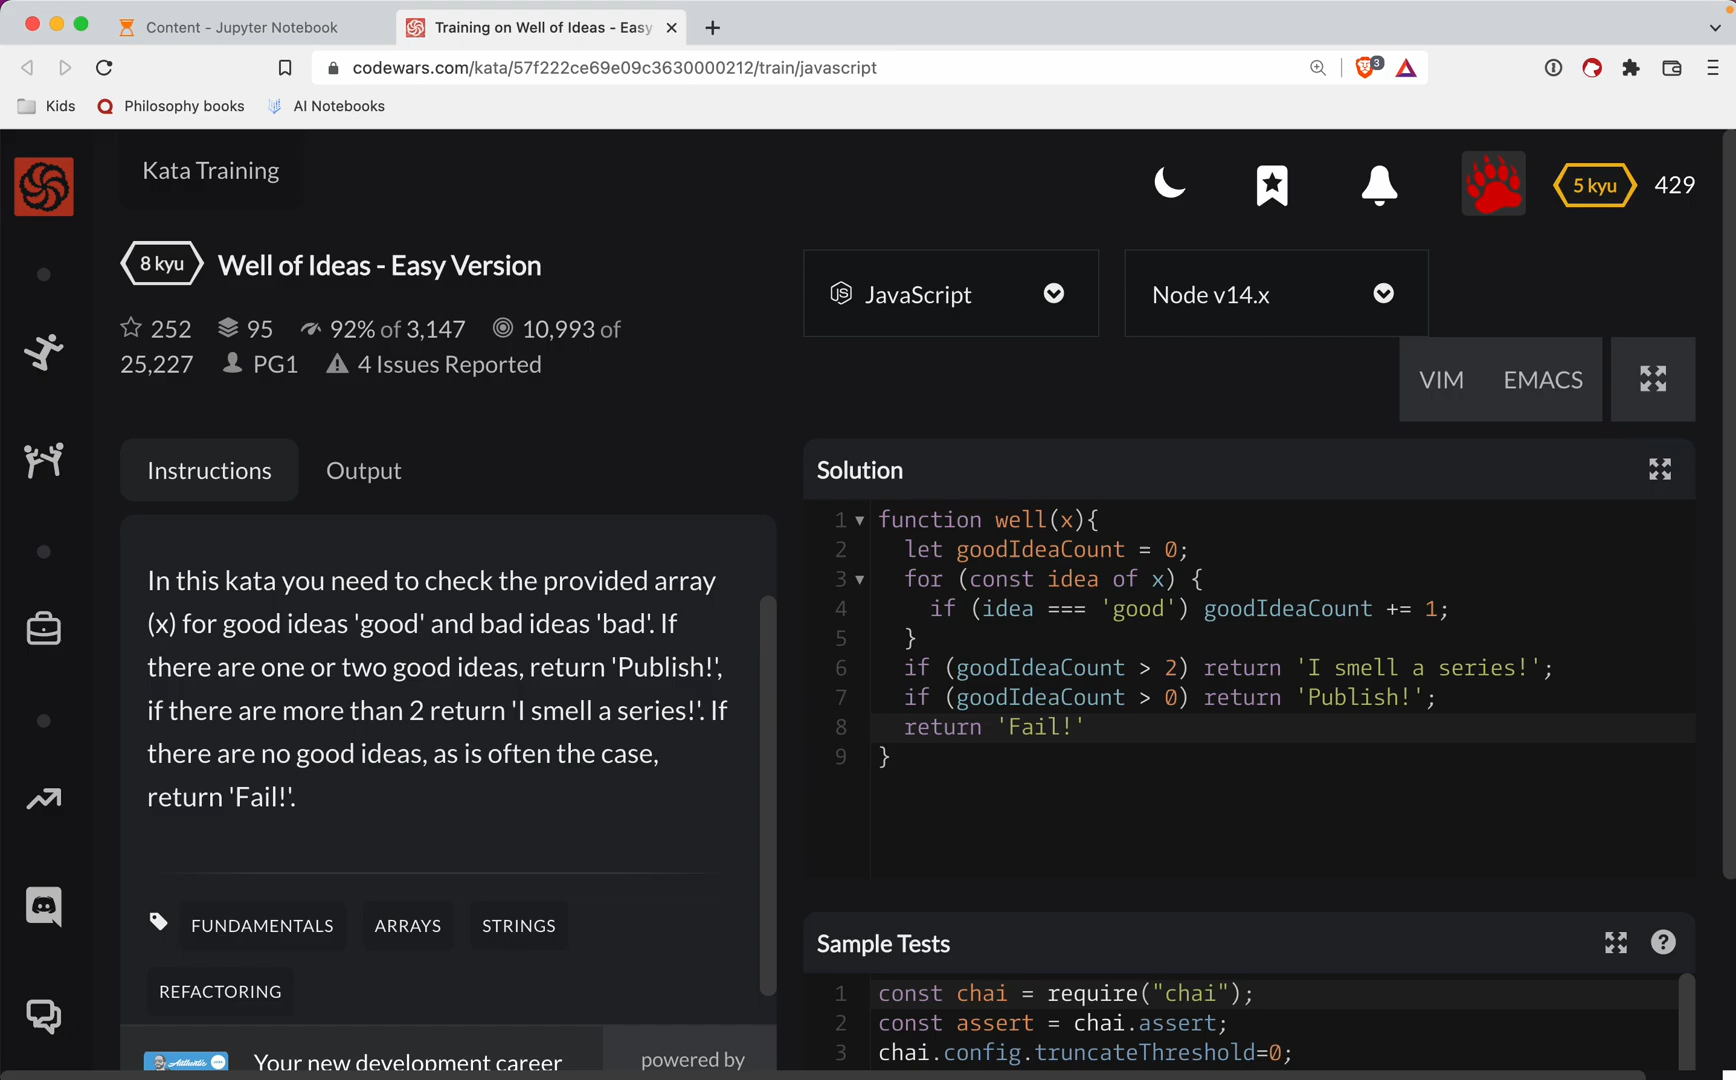 Content - Jupyter Notebook
Training on Well of Ideas - Easy
codewars.com/kata/57f222ce69e09c3630000212/train/javascript
3
Kids
Philosophy books
AI Notebooks
Kata Training
5 kyu
429
8 kyu
Well of Ideas - Easy Version
252 95 92% of 3,147 10,993 of
25,227 PG1 4 Issues Reported
JS JavaScript
Node v14.x
VIM
EMACS
Instructions
Output
In this kata you need to check the provided array
(x) for good ideas 'good' and bad ideas 'bad'. If
there are one or two good ideas, return 'Publish!',
if there are more than 2 return 'I smell a series!'. If
there are no good ideas, as is often the case,
return 'Fail!'.
FUNDAMENTALS
ARRAYS
STRINGS
REFACTORING
Authentic
Your new development career
powered by
Solution
1 function well(x){
2 let goodIdeaCount = 0;
3 for (const idea of x) {
4 if (idea === 'good') goodIdeaCount += 1;
5 }
6 if (goodIdeaCount > 2) return 'I smell a series!';
7 if (goodIdeaCount > 0) return 'Publish!';
8 return 'Fail!'
9 }
Sample Tests
?
1 const chai = require("chai");
2 const assert = chai.assert;
3 chai.config.truncateThreshold=0;